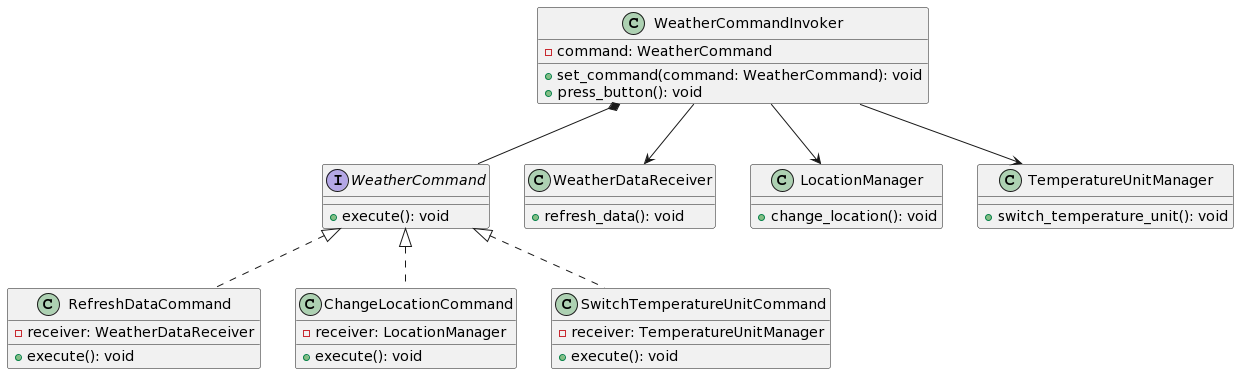 C WeatherCommandInvoker
command: WeatherCommand
set_command(command: WeatherCommand): void
press_button(): void
I WeatherCommand
execute(): void
C WeatherDataReceiver
refresh_data(): void
C LocationManager
change_location(): void
C TemperatureUnitManager
switch_temperature_unit(): void
C RefreshDataCommand
receiver: WeatherDataReceiver
execute(): void
C ChangeLocationCommand
receiver: LocationManager
execute(): void
C SwitchTemperatureUnitCommand
receiver: TemperatureUnitManager
execute(): void